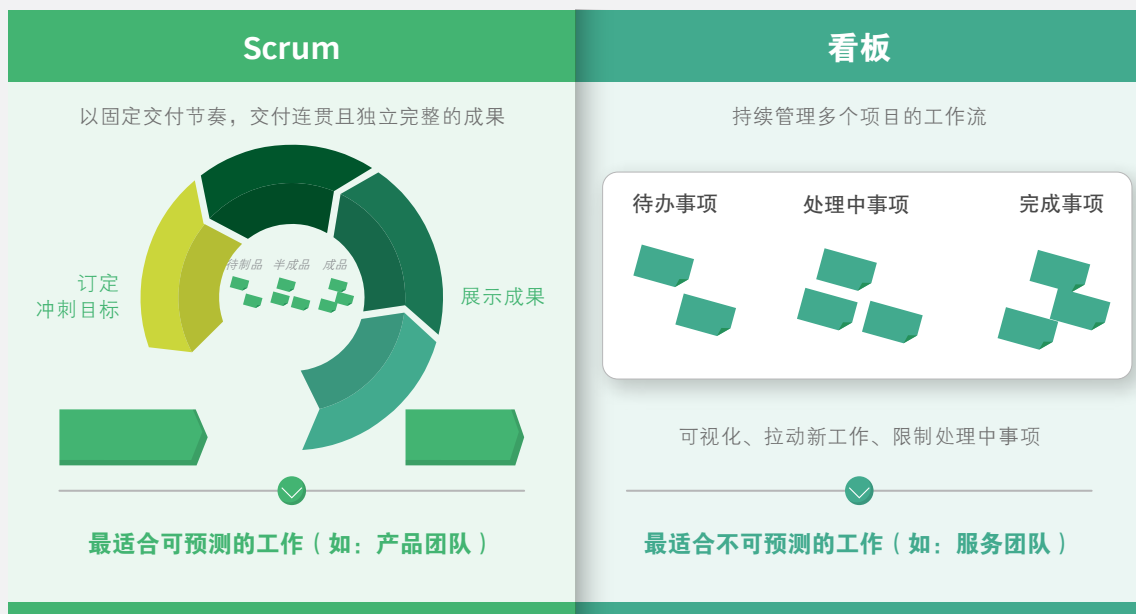 Scrum
以固定交付节奏，交付连贯且独立完整的成果
待制品 半成品 成品
订定
冲刺目标
展示成果
最适合可预测的工作（如：产品团队）
看板
持续管理多个项目的工作流
待办事项 处理中事项 完成事项
可视化、拉动新工作、限制处理中事项
最适合不可预测的工作（如：服务团队）